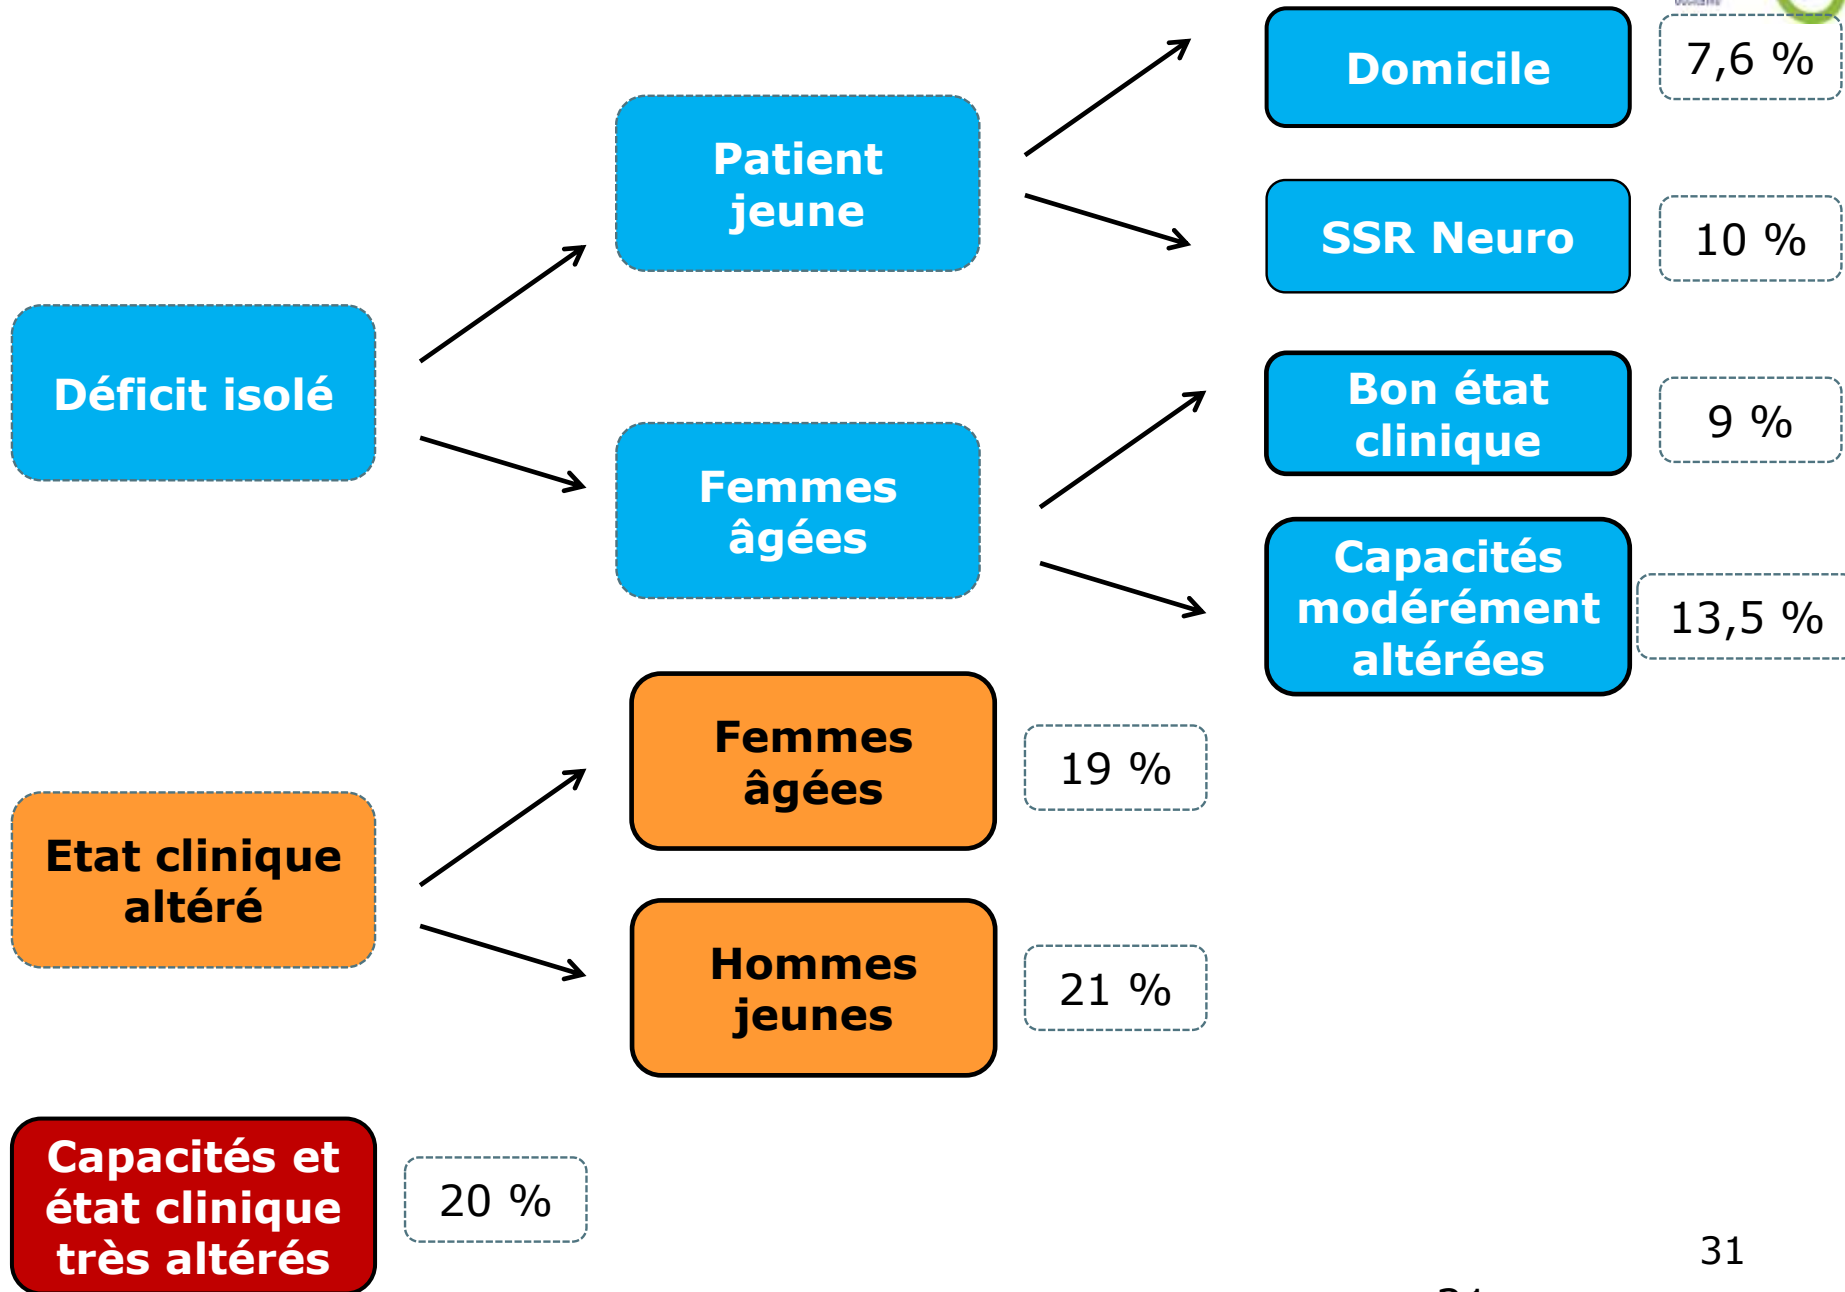 Domicile
7,6 %
Patient
jeune
SSR Neuro
10 %
Déficit isolé
Bon état
clinique
9 %
Femmes
âgées
Capacités
modérément
altérées
13,5 %
Femmes
âgées
19 %
Etat clinique
altéré
Hommes
jeunes
21 %
Capacités et
état clinique
très altérés
20 %
31